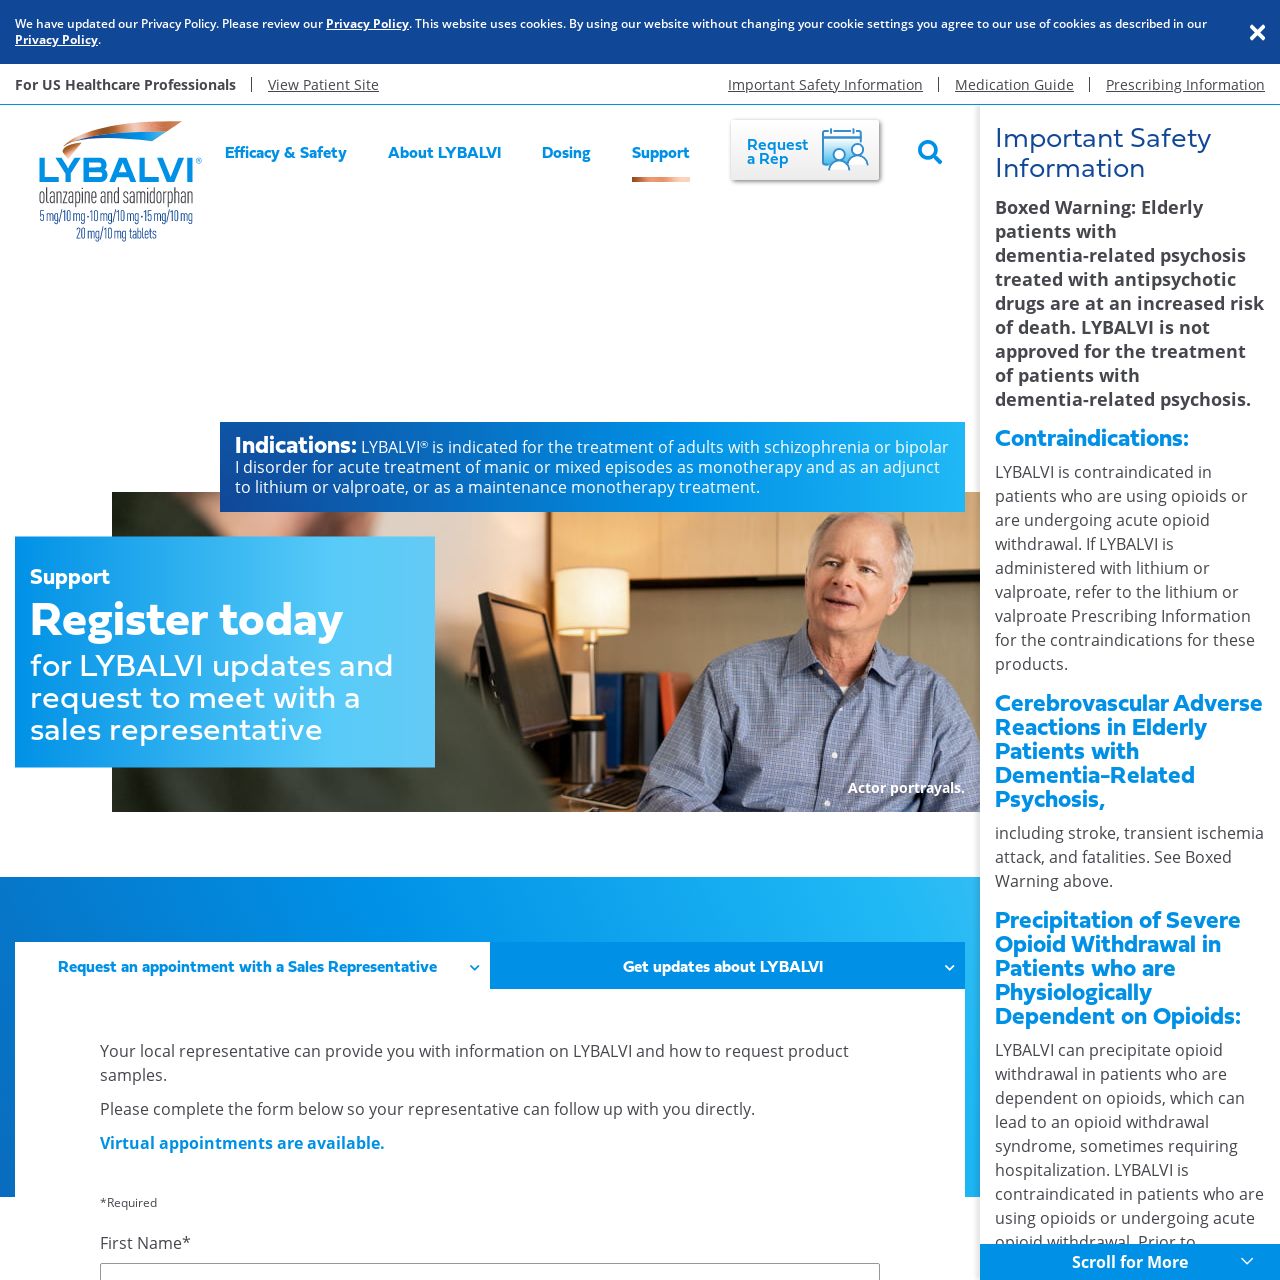 We have updated our Privacy Policy. Please review our Privacy Policy. This website uses cookies. By using our website without changing your cookie settings you agree to our use of cookies as described in our
Privacy Policy.
For US Healthcare Professionals
View Patient Site
Important Safety Information
Medication Guide
Prescribing Information
LYBALVI®
olanzapine and samidorphan
5 mg/10 mg • 10 mg/10 mg • 15 mg/10 mg
20 mg/10 mg tablets
Efficacy & Safety
About LYBALVI
Dosing
Support
Request
a Rep
Indications: LYBALVI® is indicated for the treatment of adults with schizophrenia or bipolar
I disorder for acute treatment of manic or mixed episodes as monotherapy and as an adjunct
to lithium or valproate, or as a maintenance monotherapy treatment.
Support
Register today
for LYBALVI updates and
request to meet with a
sales representative
Actor portrayals.
Request an appointment with a Sales Representative
Get updates about LYBALVI
Your local representative can provide you with information on LYBALVI and how to request product
samples.
Please complete the form below so your representative can follow up with you directly.
Virtual appointments are available.
*Required
First Name*
Important Safety
Information
Boxed Warning: Elderly
patients with
dementia-related psychosis
treated with antipsychotic
drugs are at an increased risk
of death. LYBALVI is not
approved for the treatment
of patients with
dementia-related psychosis.
Contraindications:
LYBALVI is contraindicated in
patients who are using opioids or
are undergoing acute opioid
withdrawal. If LYBALVI is
administered with lithium or
valproate, refer to the lithium or
valproate Prescribing Information
for the contraindications for these
products.
Cerebrovascular Adverse
Reactions in Elderly
Patients with
Dementia-Related
Psychosis,
including stroke, transient ischemia
attack, and fatalities. See Boxed
Warning above.
Precipitation of Severe
Opioid Withdrawal in
Patients who are
Physiologically
Dependent on Opioids:
LYBALVI can precipitate opioid
withdrawal in patients who are
dependent on opioids, which can
lead to an opioid withdrawal
syndrome, sometimes requiring
hospitalization. LYBALVI is
contraindicated in patients who are
using opioids or undergoing acute
opioid withdrawal. Prior to
Scroll for More